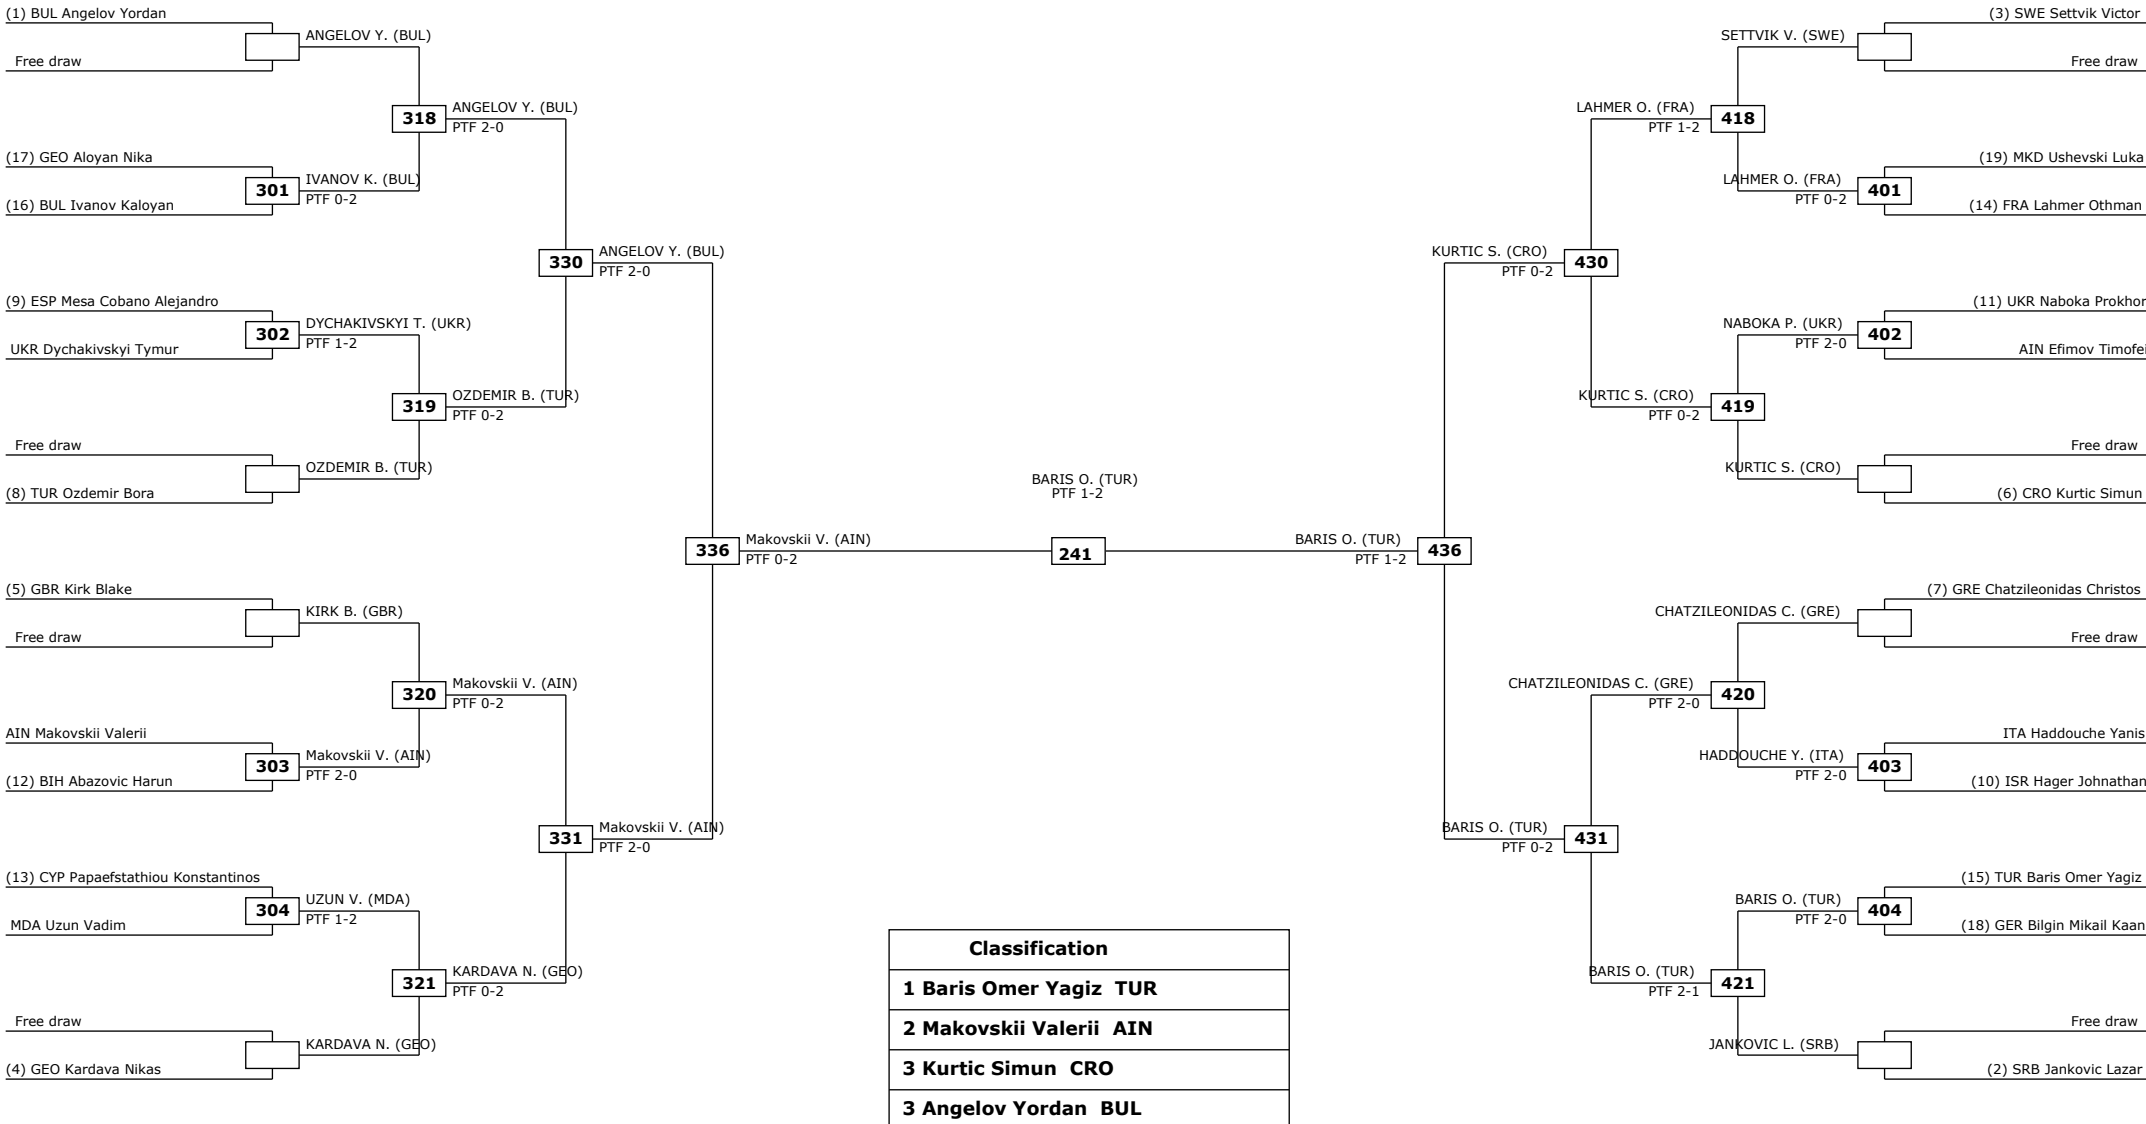 (1) BUL Angelov Yordan
Free draw
ANGELOV Y. (BUL)
318
ANGELOV Y. (BUL)
PTF 2-0
(17) GEO Aloyan Nika
(16) BUL Ivanov Kaloyan
301
IVANOV K. (BUL)
PTF 0-2
330
ANGELOV Y. (BUL)
PTF 2-0
(9) ESP Mesa Cobano Alejandro
UKR Dychakivskyi Tymur
302
DYCHAKIVSKYI T. (UKR)
PTF 1-2
319
OZDEMIR B. (TUR)
PTF 0-2
Free draw
(8) TUR Ozdemir Bora
OZDEMIR B. (TUR)
336
Makovskii V. (AIN)
PTF 0-2
(5) GBR Kirk Blake
Free draw
KIRK B. (GBR)
320
Makovskii V. (AIN)
PTF 0-2
AIN Makovskii Valerii
(12) BIH Abazovic Harun
303
Makovskii V. (AIN)
PTF 2-0
331
Makovskii V. (AIN)
PTF 2-0
(13) CYP Papaefstathiou Konstantinos
MDA Uzun Vadim
304
UZUN V. (MDA)
PTF 1-2
321
KARDAVA N. (GEO)
PTF 0-2
Free draw
(4) GEO Kardava Nikas
KARDAVA N. (GEO)
BARIS O. (TUR)
PTF 1-2
241
(3) SWE Settvik Victor
Free draw
SETTVIK V. (SWE)
LAHMER O. (FRA)
PTF 1-2
418
(19) MKD Ushevski Luka
(14) FRA Lahmer Othman
LAHMER O. (FRA)
PTF 0-2
401
KURTIC S. (CRO)
PTF 0-2
430
(11) UKR Naboka Prokhor
AIN Efimov Timofei
NABOKA P. (UKR)
PTF 2-0
402
KURTIC S. (CRO)
PTF 0-2
419
Free draw
(6) CRO Kurtic Simun
KURTIC S. (CRO)
BARIS O. (TUR)
PTF 1-2
436
(7) GRE Chatzileonidas Christos
Free draw
CHATZILEONIDAS C. (GRE)
CHATZILEONIDAS C. (GRE)
PTF 2-0
420
ITA Haddouche Yanis
(10) ISR Hager Johnathan
HADDOUCHE Y. (ITA)
PTF 2-0
403
BARIS O. (TUR)
PTF 0-2
431
(15) TUR Baris Omer Yagiz
(18) GER Bilgin Mikail Kaan
BARIS O. (TUR)
PTF 2-0
404
BARIS O. (TUR)
PTF 2-1
421
Free draw
(2) SRB Jankovic Lazar
JANKOVIC L. (SRB)
Classification
1 Baris Omer Yagiz TUR
2 Makovskii Valerii AIN
3 Kurtic Simun CRO
3 Angelov Yordan BUL